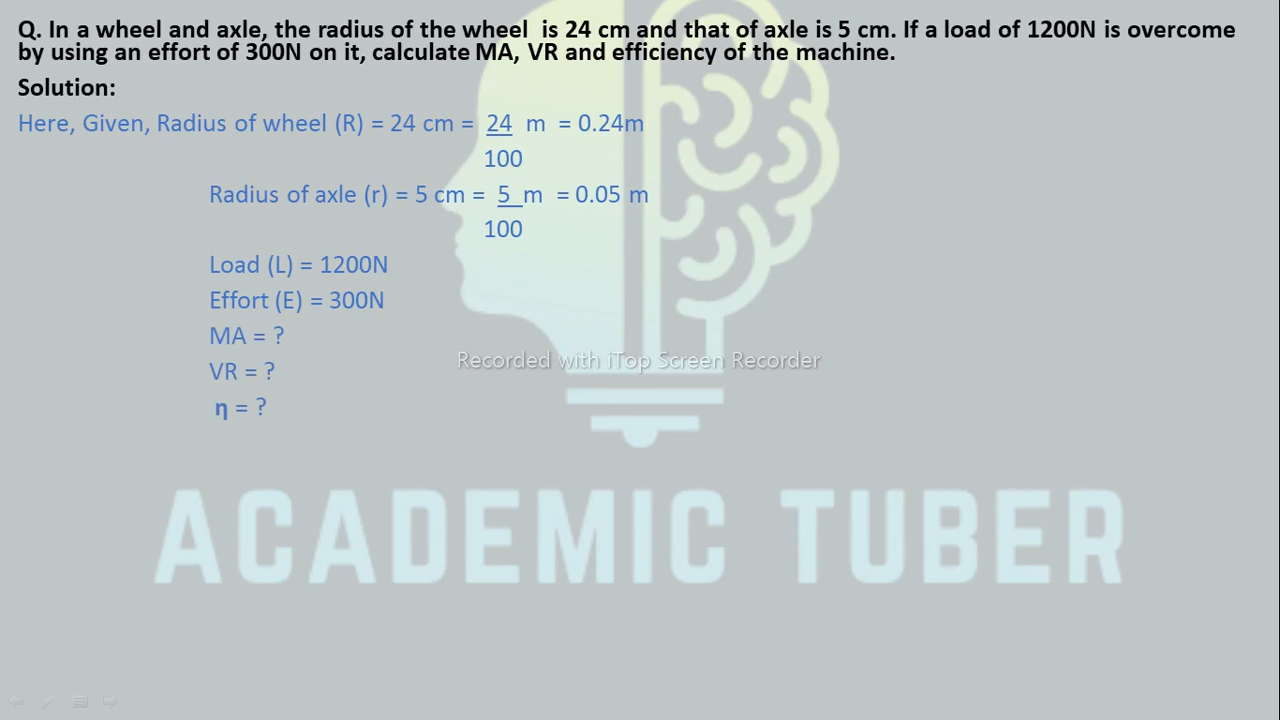 Q. In a wheel and axle, the radius of the wheel is 24 cm and that of axle is 5 cm. If a load of 1200N is overcome
by using an effort of 300N on it, calculate MA, VR and efficiency of the machine.
Solution:
Here, Given, Radius of wheel (R) = 24 cm = 24 m = 0.24m
100
Radius of axle (r) = 5 cm = 5 m = 0.05 m
100
Load (L) = 1200N
Effort (E) = 300N
MA = ?
Recorded with iTop Screen Recorder
VR = ?
η = ?
ACADEMIC TUBER